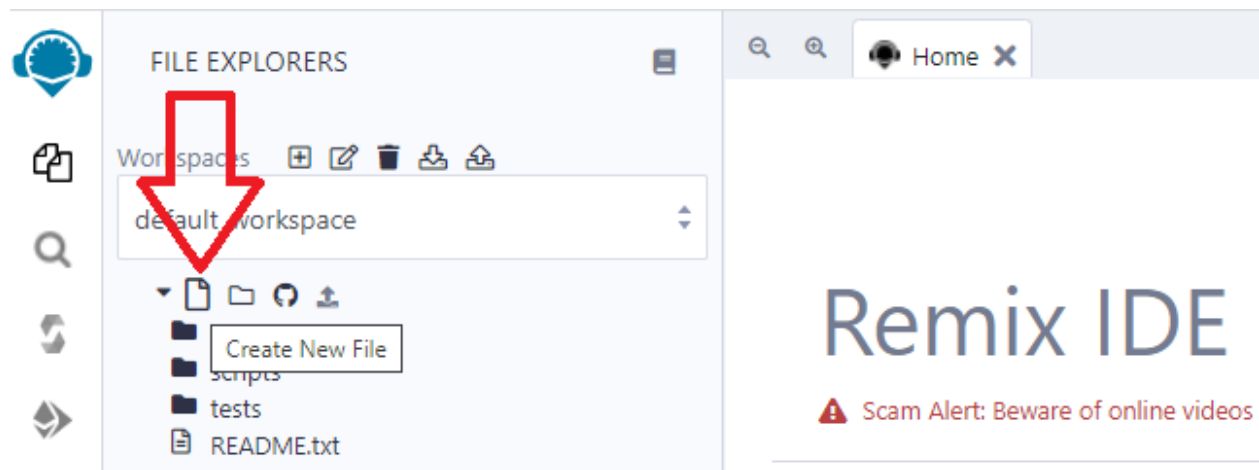 FILE EXPLORERS
Home
Workspaces
default_workspace
Create New File
scripts
tests
README.txt
Remix IDE
Scam Alert: Beware of online videos